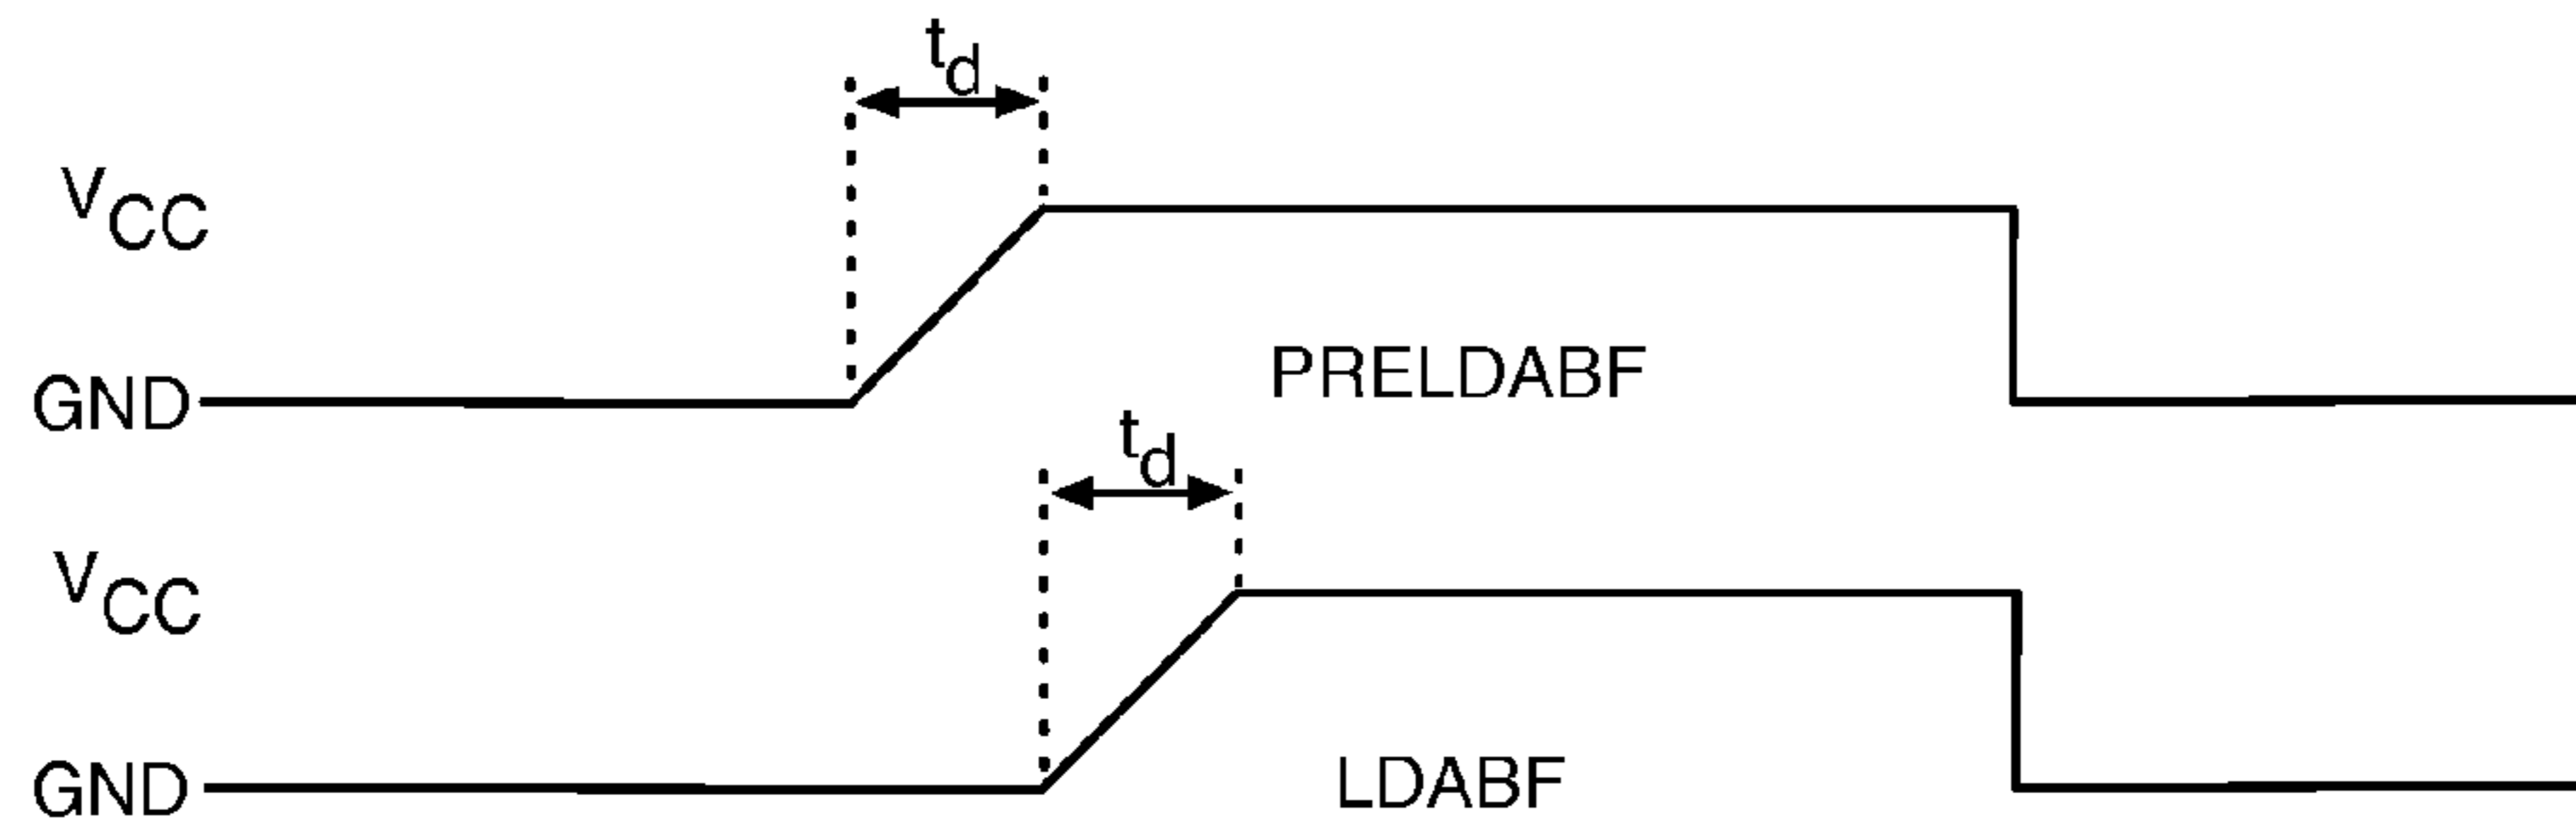 td
VCC
GND
PRELDABF
td
VCC
GND
LDABF